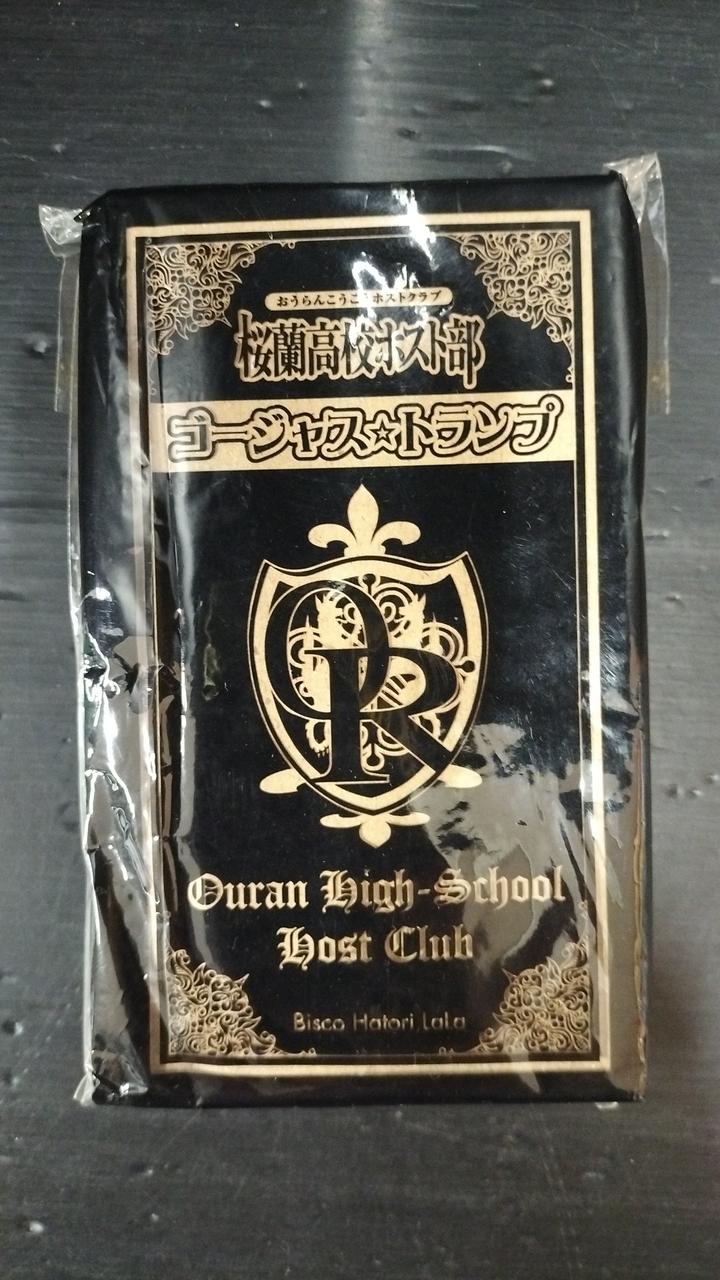 おうらんこうこうホストクラブ
桜蘭高校ホスト部
ゴージャス☆トランプ
OR
Ouran High-School
Host Club
Bisco Hatori LaLa